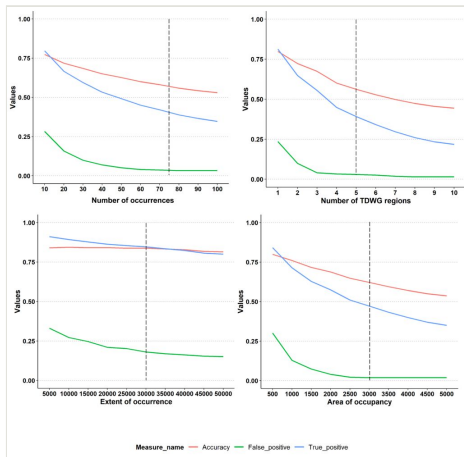 1.00
0.75
0.50
0.25
0.00
Values
10 20 30 40 50 60 70 80 90 100
Number of occurrences
1.00
0.75
0.50
0.25
0.00
Values
1 2 3 4 5 6 7 8 9 10
Number of TDWG regions
1.00
0.75
0.50
0.25
0.00
Values
5000 10000 15000 20000 25000 30000 35000 40000 45000 50000
Extent of occurrence
1.00
0.75
0.50
0.25
0.00
Values
500 1000 1500 2000 2500 3000 3500 4000 4500 5000
Area of occupancy
Measure_name Accuracy False_positive True_positive